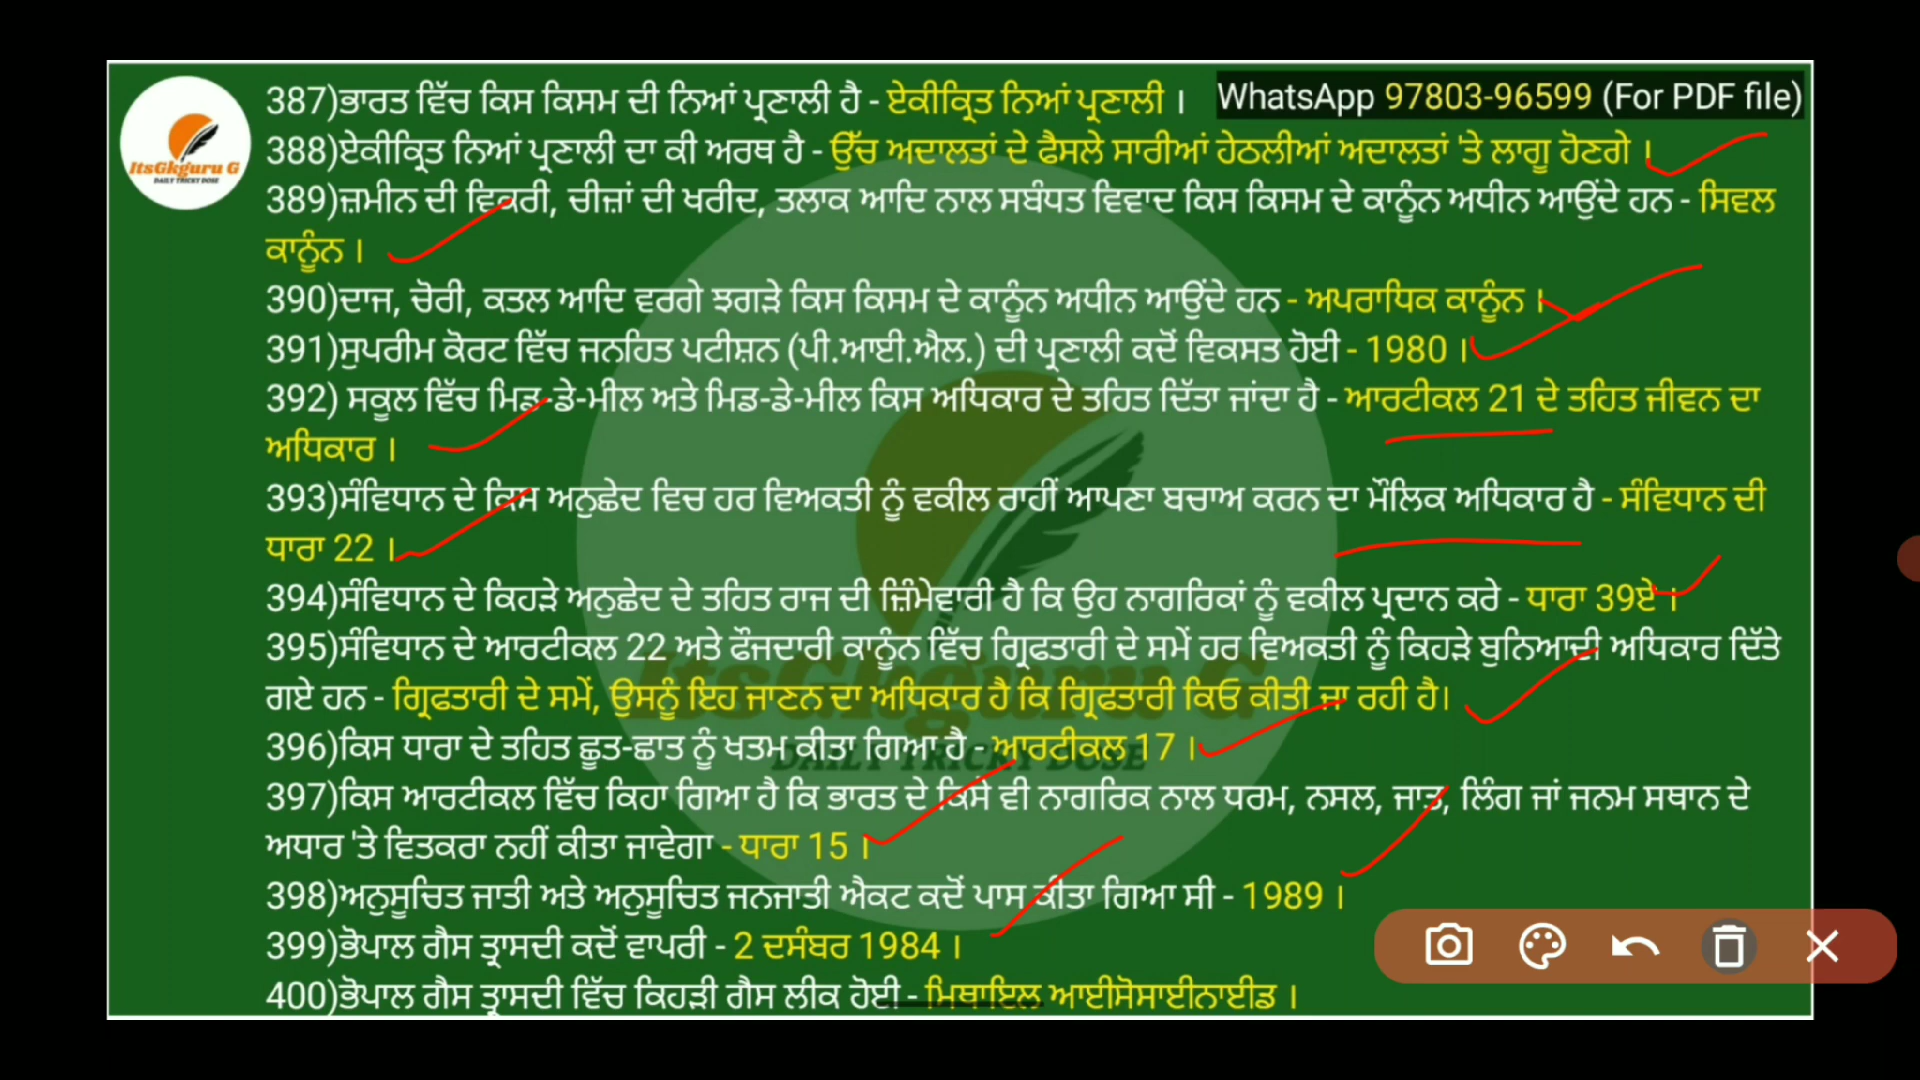 387)ਭਾਰਤ ਵਿੱਚ ਕਿਸ ਕਿਸਮ ਦੀ ਨਿਆਂ ਪ੍ਰਣਾਲੀ ਹੈ - ਏਕੀਕ੍ਰਿਤ ਨਿਆਂ ਪ੍ਰਣਾਲੀ । WhatsApp 97803-96599 (For PDF file)
388)ਏਕੀਕ੍ਰਿਤ ਨਿਆਂ ਪ੍ਰਣਾਲੀ ਦਾ ਕੀ ਅਰਥ ਹੈ - ਉੱਚ ਅਦਾਲਤਾਂ ਦੇ ਫੈਸਲੇ ਸਾਰੀਆਂ ਹੇਠਲੀਆਂ ਅਦਾਲਤਾਂ 'ਤੇ ਲਾਗੂ ਹੋਣਗੇ ।
ItsGkguru G
DAILY TRICKY DOSE
389)ਜ਼ਮੀਨ ਦੀ ਵਿਕਰੀ, ਚੀਜ਼ਾਂ ਦੀ ਖਰੀਦ, ਤਲਾਕ ਆਦਿ ਨਾਲ ਸਬੰਧਤ ਵਿਵਾਦ ਕਿਸ ਕਿਸਮ ਦੇ ਕਾਨੂੰਨ ਅਧੀਨ ਆਉਂਦੇ ਹਨ - ਸਿਵਲ
ਕਾਨੂੰਨ ।
390)ਦਾਜ, ਚੋਰੀ, ਕਤਲ ਆਦਿ ਵਰਗੇ ਝਗੜੇ ਕਿਸ ਕਿਸਮ ਦੇ ਕਾਨੂੰਨ ਅਧੀਨ ਆਉਂਦੇ ਹਨ - ਅਪਰਾਧਿਕ ਕਾਨੂੰਨ ।
391)ਸੁਪਰੀਮ ਕੋਰਟ ਵਿੱਚ ਜਨਹਿਤ ਪਟੀਸ਼ਨ (ਪੀ.ਆਈ.ਐਲ.) ਦੀ ਪ੍ਰਣਾਲੀ ਕਦੋਂ ਵਿਕਸਤ ਹੋਈ - 1980 ।
392) ਸਕੂਲ ਵਿੱਚ ਮਿਡ-ਡੇ-ਮੀਲ ਅਤੇ ਮਿਡ-ਡੇ-ਮੀਲ ਕਿਸ ਅਧਿਕਾਰ ਦੇ ਤਹਿਤ ਦਿੱਤਾ ਜਾਂਦਾ ਹੈ - ਆਰਟੀਕਲ 21 ਦੇ ਤਹਿਤ ਜੀਵਨ ਦਾ
ਅਧਿਕਾਰ ।
393)ਸੰਵਿਧਾਨ ਦੇ ਕਿਸ ਅਨੁਛੇਦ ਵਿਚ ਹਰ ਵਿਅਕਤੀ ਨੂੰ ਵਕੀਲ ਰਾਹੀਂ ਆਪਣਾ ਬਚਾਅ ਕਰਨ ਦਾ ਮੌਲਿਕ ਅਧਿਕਾਰ ਹੈ - ਸੰਵਿਧਾਨ ਦੀ
ਧਾਰਾ 22 ।
394)ਸੰਵਿਧਾਨ ਦੇ ਕਿਹੜੇ ਅਨੁਛੇਦ ਦੇ ਤਹਿਤ ਰਾਜ ਦੀ ਜ਼ਿੰਮੇਵਾਰੀ ਹੈ ਕਿ ਉਹ ਨਾਗਰਿਕਾਂ ਨੂੰ ਵਕੀਲ ਪ੍ਰਦਾਨ ਕਰੇ - ਧਾਰਾ 39ਏ ।
395)ਸੰਵਿਧਾਨ ਦੇ ਆਰਟੀਕਲ 22 ਅਤੇ ਫੌਜਦਾਰੀ ਕਾਨੂੰਨ ਵਿੱਚ ਗ੍ਰਿਫਤਾਰੀ ਦੇ ਸਮੇਂ ਹਰ ਵਿਅਕਤੀ ਨੂੰ ਕਿਹੜੇ ਬੁਨਿਆਦੀ ਅਧਿਕਾਰ ਦਿੱਤੇ
ਗਏ ਹਨ - ਗ੍ਰਿਫਤਾਰੀ ਦੇ ਸਮੇਂ, ਉਸਨੂੰ ਇਹ ਜਾਣਨ ਦਾ ਅਧਿਕਾਰ ਹੈ ਕਿ ਗ੍ਰਿਫਤਾਰੀ ਕਿਓ ਕੀਤੀ ਜਾ ਰਹੀ ਹੈ।
ItsGkguru G
396)ਕਿਸ ਧਾਰਾ ਦੇ ਤਹਿਤ ਛੂਤ-ਛਾਤ ਨੂੰ ਖਤਮ ਕੀਤਾ ਗਿਆ ਹੈ - ਆਰਟੀਕਲ 17 ।
DAILY TRICKY DOSE
397)ਕਿਸ ਆਰਟੀਕਲ ਵਿੱਚ ਕਿਹਾ ਗਿਆ ਹੈ ਕਿ ਭਾਰਤ ਦੇ ਕਿਸੇ ਵੀ ਨਾਗਰਿਕ ਨਾਲ ਧਰਮ, ਨਸਲ, ਜਾਤ, ਲਿੰਗ ਜਾਂ ਜਨਮ ਸਥਾਨ ਦੇ
ਅਧਾਰ 'ਤੇ ਵਿਤਕਰਾ ਨਹੀਂ ਕੀਤਾ ਜਾਵੇਗਾ - ਧਾਰਾ 15 ।
398)ਅਨੁਸੂਚਿਤ ਜਾਤੀ ਅਤੇ ਅਨੁਸੂਚਿਤ ਜਨਜਾਤੀ ਐਕਟ ਕਦੋਂ ਪਾਸ ਕੀਤਾ ਗਿਆ ਸੀ - 1989 ।
399)ਭੋਪਾਲ ਗੈਸ ਤ੍ਰਾਸਦੀ ਕਦੋਂ ਵਾਪਰੀ - 2 ਦਸੰਬਰ 1984 ।
400)ਭੋਪਾਲ ਗੈਸ ਤ੍ਰਾਸਦੀ ਵਿੱਚ ਕਿਹੜੀ ਗੈਸ ਲੀਕ ਹੋਈ - ਮਿਥਾਇਲ ਆਈਸੋਸਾਈਨਾਈਡ ।